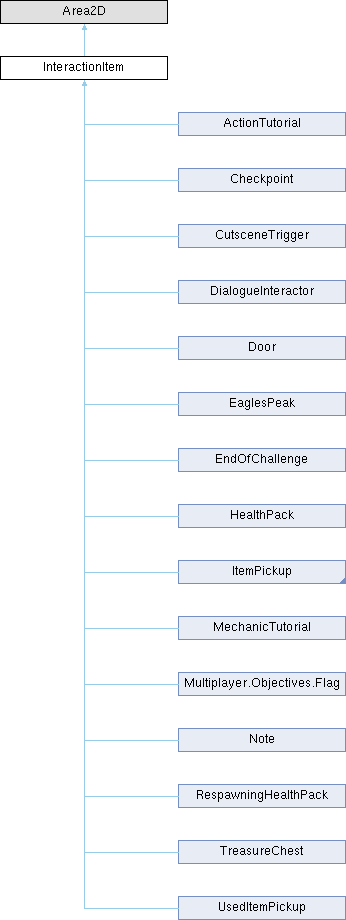 Area2D
InteractionItem
ActionTutorial
Checkpoint
CutsceneTrigger
DialogueInteractor
Door
EaglesPeak
EndOfChallenge
HealthPack
ItemPickup
MechanicTutorial
Multiplayer.Objectives.Flag
Note
RespawningHealthPack
TreasureChest
UsedItemPickup